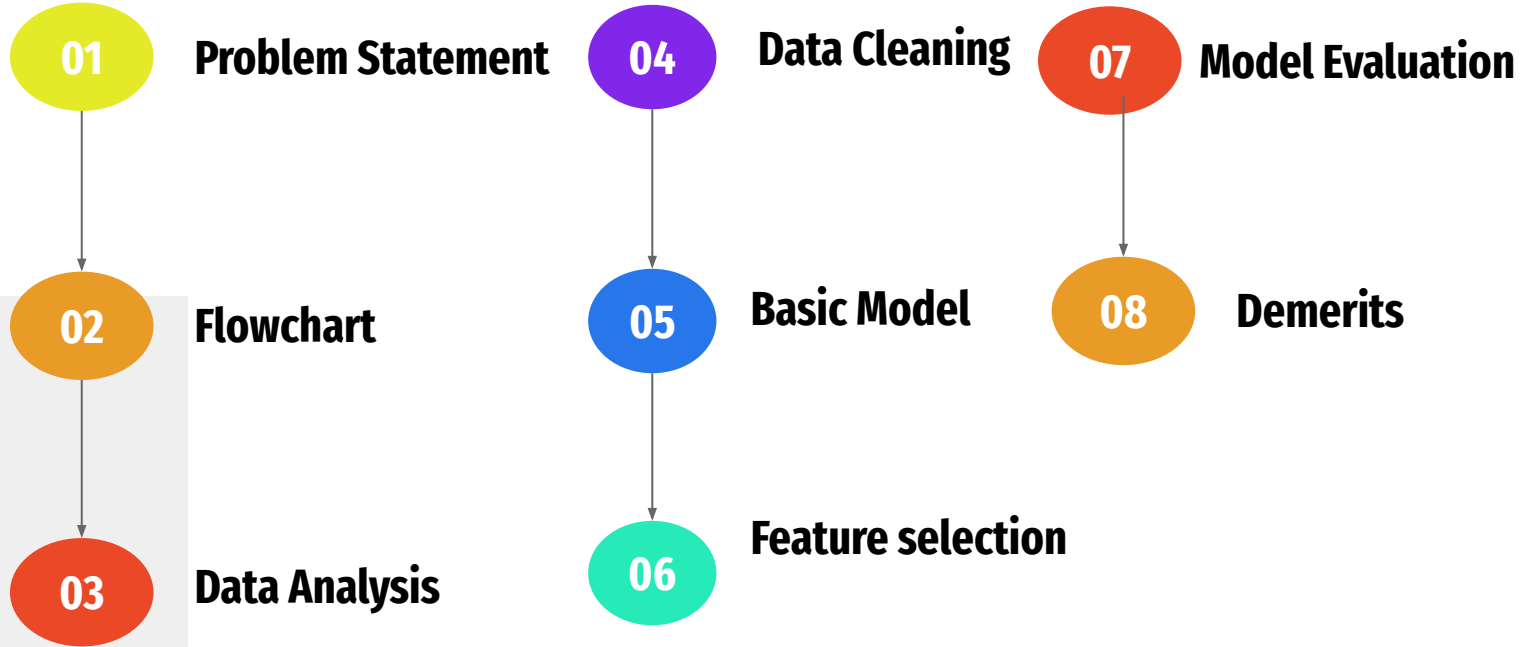 01
Problem Statement
02
Flowchart
03
Data Analysis
04
Data Cleaning
05
Basic Model
06
Feature selection
07
Model Evaluation
08
Demerits